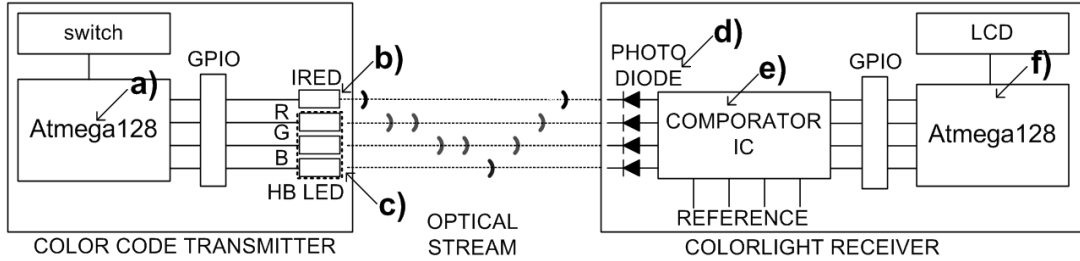 switch
GPIO
a)
Atmega128
IRED
b)
R
G
B
HB LED
c)
COLOR CODE TRANSMITTER
OPTICAL
STREAM
PHOTO
DIODE
d)
e)
COMPORATOR
IC
REFERENCE
GPIO
LCD
f)
Atmega128
COLORLIGHT RECEIVER